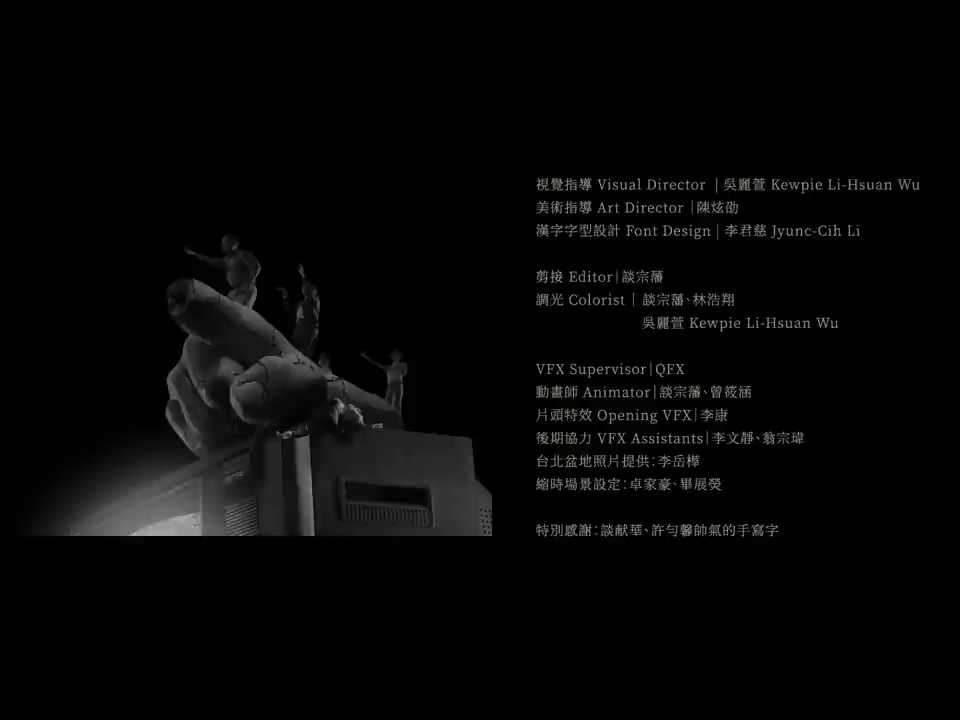 視覺指導 Visual Director | 吳麗萱 Kewpie Li-Hsuan Wu
美術指導 Art Director | 陳炫劭
漢字字型設計 Font Design | 李君慈 Jyunc-Cih Li
剪接 Editor | 談宗藩
調光 Colorist | 談宗藩、林浩翔
吳麗萱 Kewpie Li-Hsuan Wu
VFX Supervisor | QFX
動畫師 Animator | 談宗藩、曾筱涵
片頭特效 Opening VFX | 李康
後期協力 VFX Assistants | 李文靜、翁宗瑋
台北盆地照片提供：李岳樺
縮時場景設定：卓家豪、畢展熒
特別感謝：談献華、許勻馨帥氣的手寫字